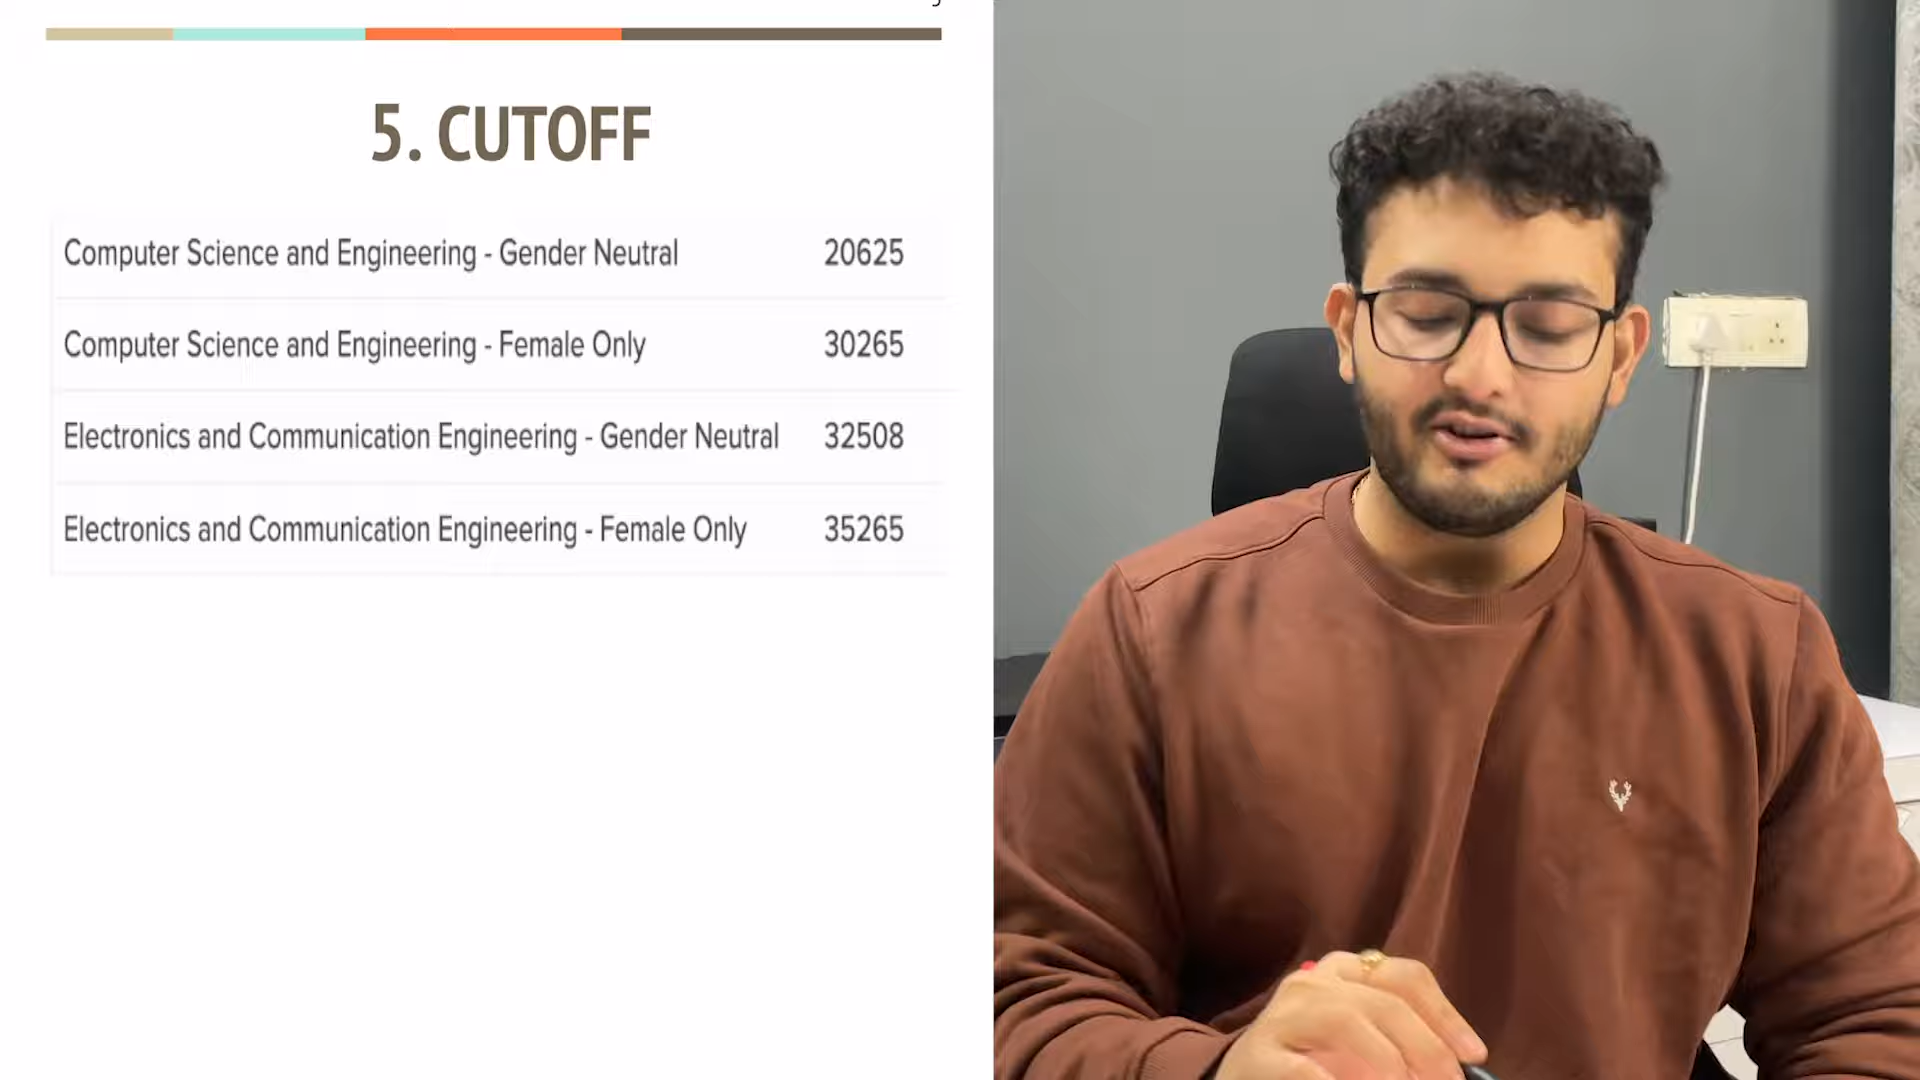 5. CUTOFF
Computer Science and Engineering - Gender Neutral 20625
Computer Science and Engineering - Female Only 30265
Electronics and Communication Engineering - Gender Neutral 32508
Electronics and Communication Engineering - Female Only 35265